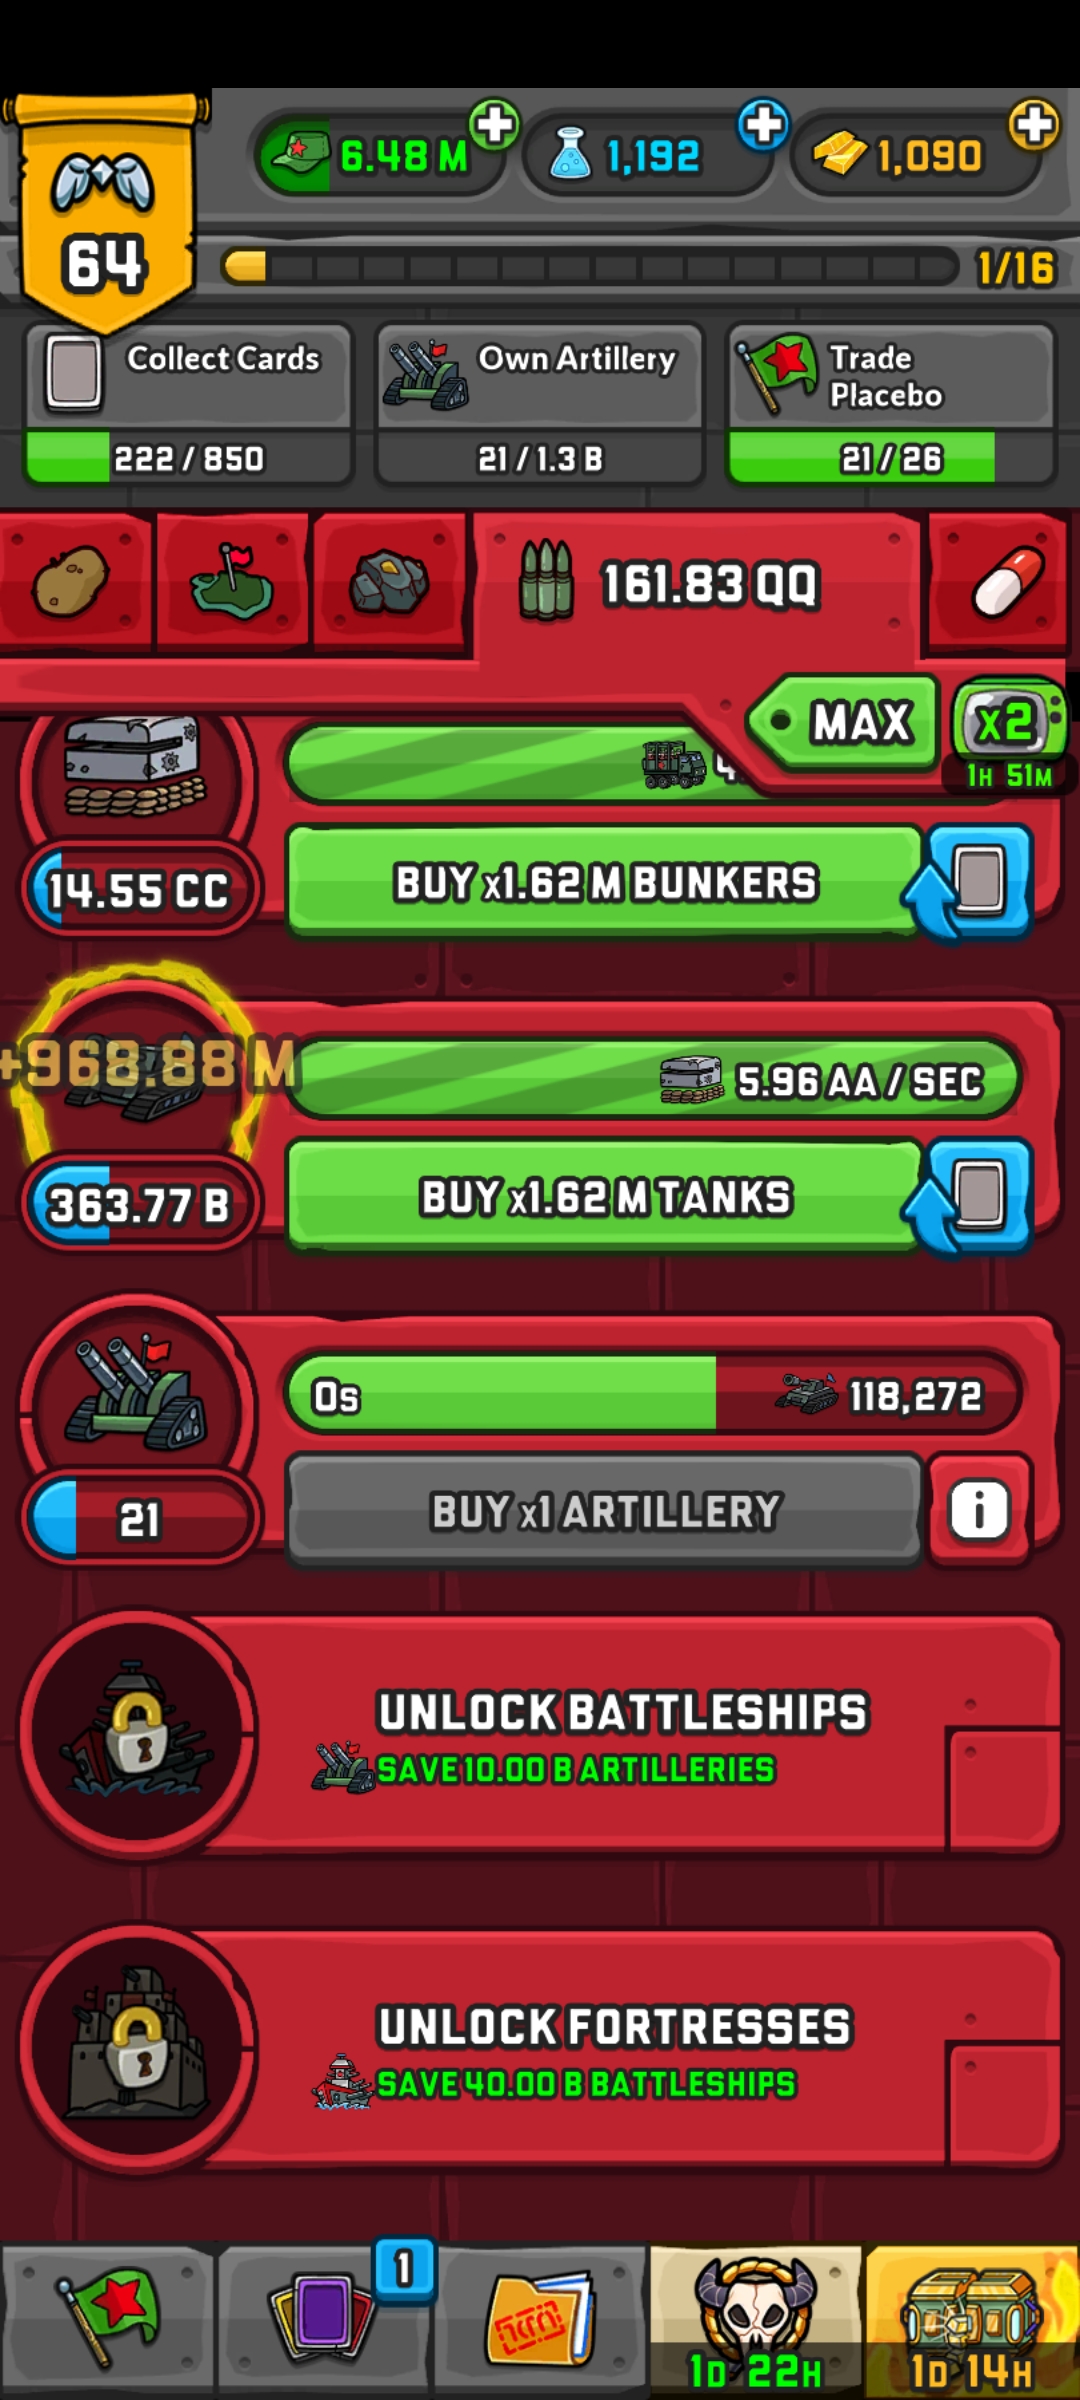 6.48 M
1,192
1,090
64
1/16
Collect Cards
222 / 850
Own Artillery
21 / 1.3 B
Trade
Placebo
21 / 26
161.83 QQ
MAX
x2
1H 51M
14.55 CC
BUY x1.62 M BUNKERS
+968.88 M
5.96 AA / SEC
363.77 B
BUY x1.62 M TANKS
0s
118,272
21
BUY x1 ARTILLERY
i
UNLOCK BATTLESHIPS
SAVE 10.00 B ARTILLERIES
UNLOCK FORTRESSES
SAVE 40.00 B BATTLESHIPS
1
1D 22H
1D 14H